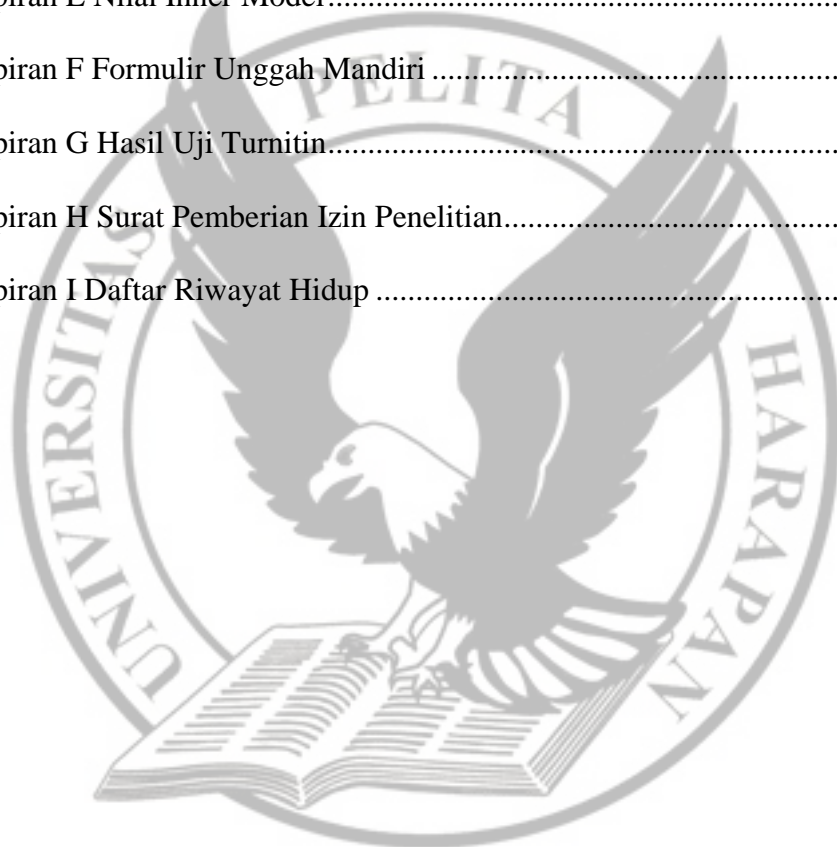 piran E Nilai Inner Model..........................................................
piran F Formulir Unggah Mandiri ..............................................
piran G Hasil Uji Turnitin..........................................................
piran H Surat Pemberian Izin Penelitian....................................
piran I Daftar Riwayat Hidup ....................................................
UNIVERSITAS PELITA HARAPAN